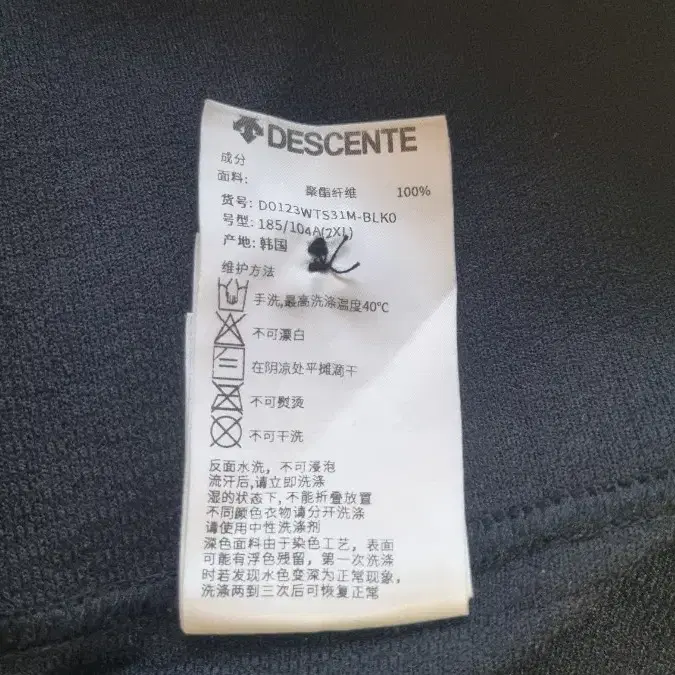 DESCENTE
成分
面料:
聚酯纤维 100%
货号: D0123WTS31M-BLK0
号型: 185/104A(2XL)
产地: 韩国
维护方法
手洗,最高洗涤温度40℃
不可漂白
在阴凉处平摊滴干
不可熨烫
不可干洗
反面水洗，不可浸泡
流汗后,请立即洗涤
湿的状态下,不能折叠放置
不同颜色衣物请分开洗涤
请使用中性洗涤剂
深色面料由于染色工艺，表面
可能有浮色残留，第一次洗涤
时若发现水色变深为正常现象，
洗涤两到三次后可恢复正常